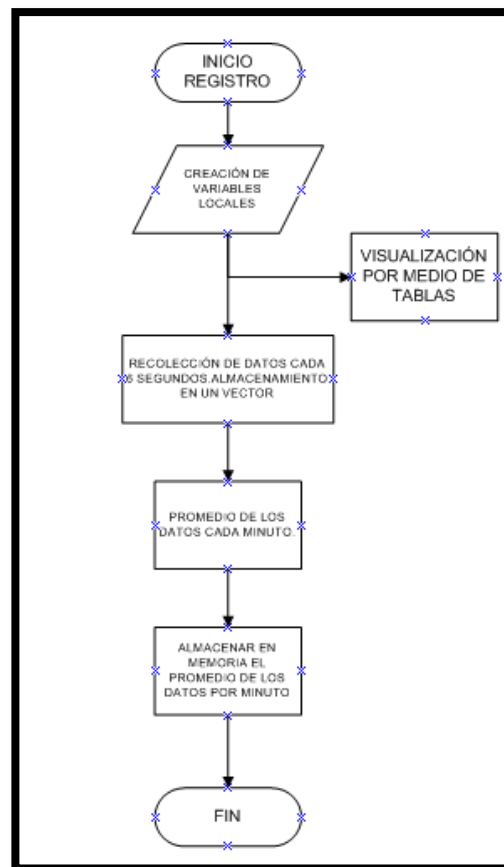 INICIO
REGISTRO
CREACIÓN DE
VARIABLES
LOCALES
VISUALIZACIÓN
POR MEDIO DE
TABLAS
RECOLECCIÓN DE DATOS CADA
SEGUNDOS.ALMACENAMIENTO
EN UN VECTOR
PROMEDIO DE LOS
DATOS CADA MINUTO.
ALMACENAR EN
MEMORIA EL
PROMEDIO DE LOS
DATOS POR MINUTO
FIN